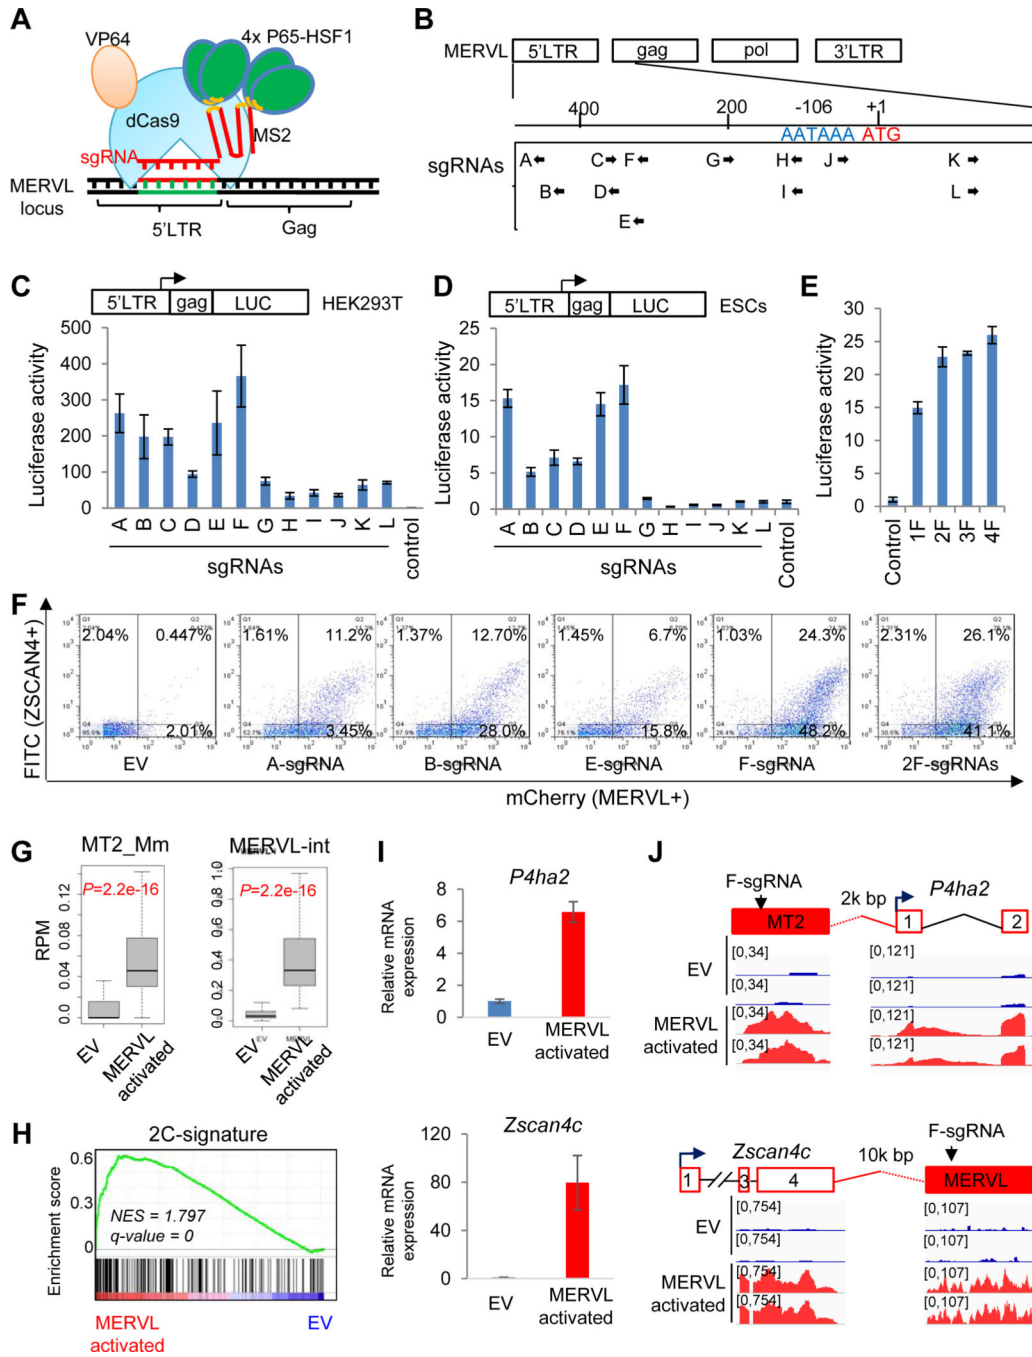 A
VP64
4x P65-HSF1
dCas9
MS2
sgRNA
MERVL
locus
5'LTR
Gag
B
MERVL
5'LTR
gag
pol
3'LTR
400
200
-106
+1
AATAAA
ATG
sgRNAs
A
C
F
G
H
J
K
B
D
I
L
E
C
5'LTR
gag
LUC
HEK293T
Luciferase activity
500
400
300
200
100
0
A B C D E F G H I J K L control
sgRNAs
D
5'LTR
gag
LUC
ESCs
Luciferase activity
25
20
15
10
5
0
A B C D E F G H I J K L Control
sgRNAs
E
Luciferase activity
30
25
20
15
10
5
0
Control 1F 2F 3F 4F
F
FITC (ZSCAN4+)
2.04% 0.447%
2.01%
EV
1.61% 11.2%
3.45%
A-sgRNA
1.37% 12.70%
28.0%
B-sgRNA
1.45% 6.7%
15.8%
E-sgRNA
1.03% 24.3%
48.2%
F-sgRNA
2.31% 26.1%
41.1%
2F-sgRNAs
mCherry (MERVL+)
G
MT2_Mm
P=2.2e-16
RPM
0.12
0.08
0.04
0.0
EV
MERVL
activated
MERVL-int
P=2.2e-16
1.0
0.8
0.6
0.4
0.2
0.0
EV
MERVL
activated
H
2C-signature
Enrichment score
0.6
0.3
0
NES = 1.797
q-value = 0
MERVL
activated
EV
I
P4ha2
Relative mRNA
expression
8
6
4
2
0
EV
MERVL
activated
Zscan4c
Relative mRNA
expression
120
80
40
0
EV
MERVL
activated
J
F-sgRNA
MT2
2k bp
P4ha2
1
2
EV
[0,34] [0,121]
[0,34] [0,121]
MERVL
activated
[0,34] [0,121]
[0,34] [0,121]
Zscan4c
1
3
4
10k bp
F-sgRNA
MERVL
EV
[0,754] [0,107]
[0,754] [0,107]
MERVL
activated
[0,754] [0,107]
[0,754] [0,107]